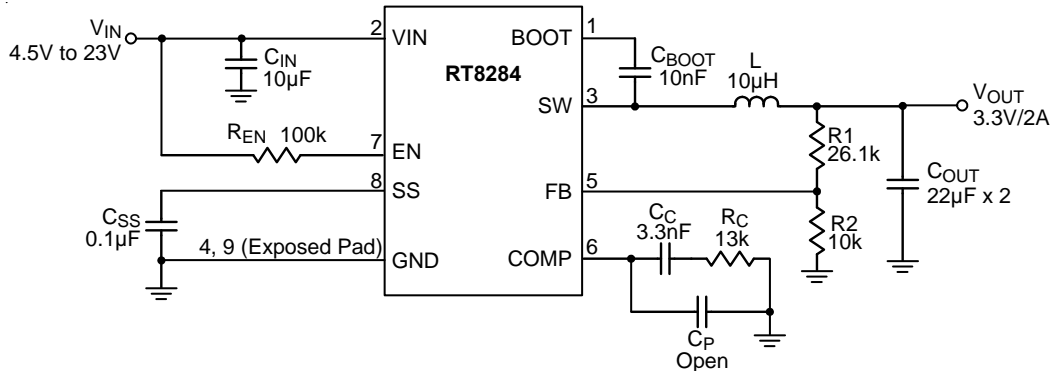 VIN
4.5V to 23V
CIN
10µF
REN 100k
CSS
0.1µF
4, 9 (Exposed Pad)
2
7
8
VIN
EN
SS
GND
RT8284
BOOT
SW
FB
COMP
1
3
5
6
CBOOT
10nF
L
10µH
VOUT
3.3V/2A
R1
26.1k
COUT
22µF x 2
R2
10k
CC
3.3nF
RC
13k
CP
Open